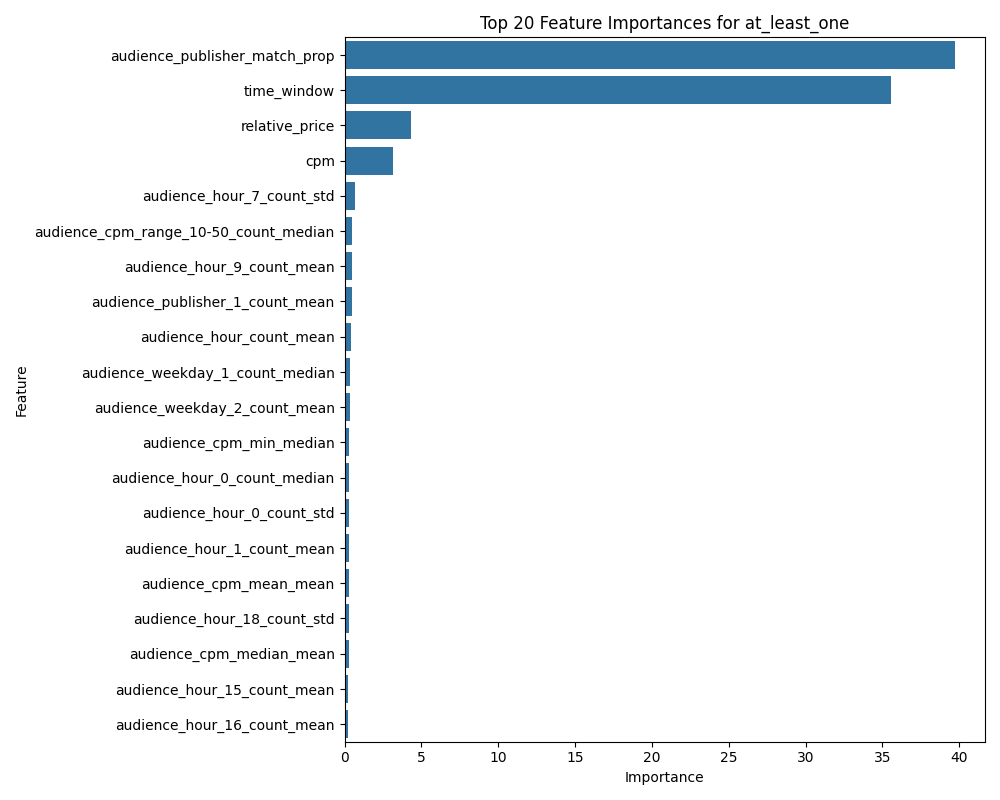 Top 20 Feature Importances for at_least_one
audience_publisher_match_prop
time_window
relative_price
cpm
audience_hour_7_count_std
audience_cpm_range_10-50_count_median
audience_hour_9_count_mean
audience_publisher_1_count_mean
audience_hour_count_mean
audience_weekday_1_count_median
audience_weekday_2_count_mean
audience_cpm_min_median
audience_hour_0_count_median
audience_hour_0_count_std
audience_hour_1_count_mean
audience_cpm_mean_mean
audience_hour_18_count_std
audience_cpm_median_mean
audience_hour_15_count_mean
audience_hour_16_count_mean
Feature
0 5 10 15 20 25 30 35 40
Importance